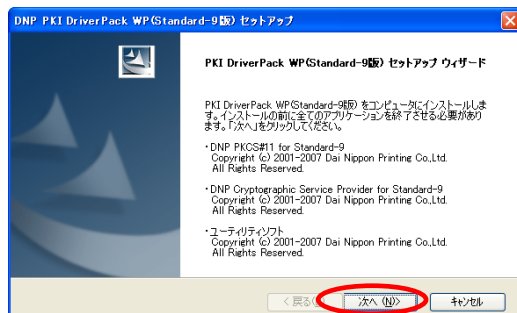 DNP PKI DriverPack WP(Standard-9版) セットアップ
PKI DriverPack WP(Standard-9版) セットアップ ウィザード
PKI DriverPack WP(Standard-9版) をコンピュータにインストールしま
す。インストールの前に全てのアプリケーションを終了させる必要があり
ます。「次へ」をクリックしてください。
・DNP PKCS#11 for Standard-9
Copyright (c) 2001-2007 Dai Nippon Printing Co.,Ltd.
All Rights Reserved.
・DNP Cryptographic Service Provider for Standard-9
Copyright (c) 2001-2007 Dai Nippon Printing Co.,Ltd.
All Rights Reserved.
・ユーティリティソフト
Copyright (c) 2001-2007 Dai Nippon Printing Co.,Ltd.
All Rights Reserved.
< 戻る 次へ (N)> キャンセル